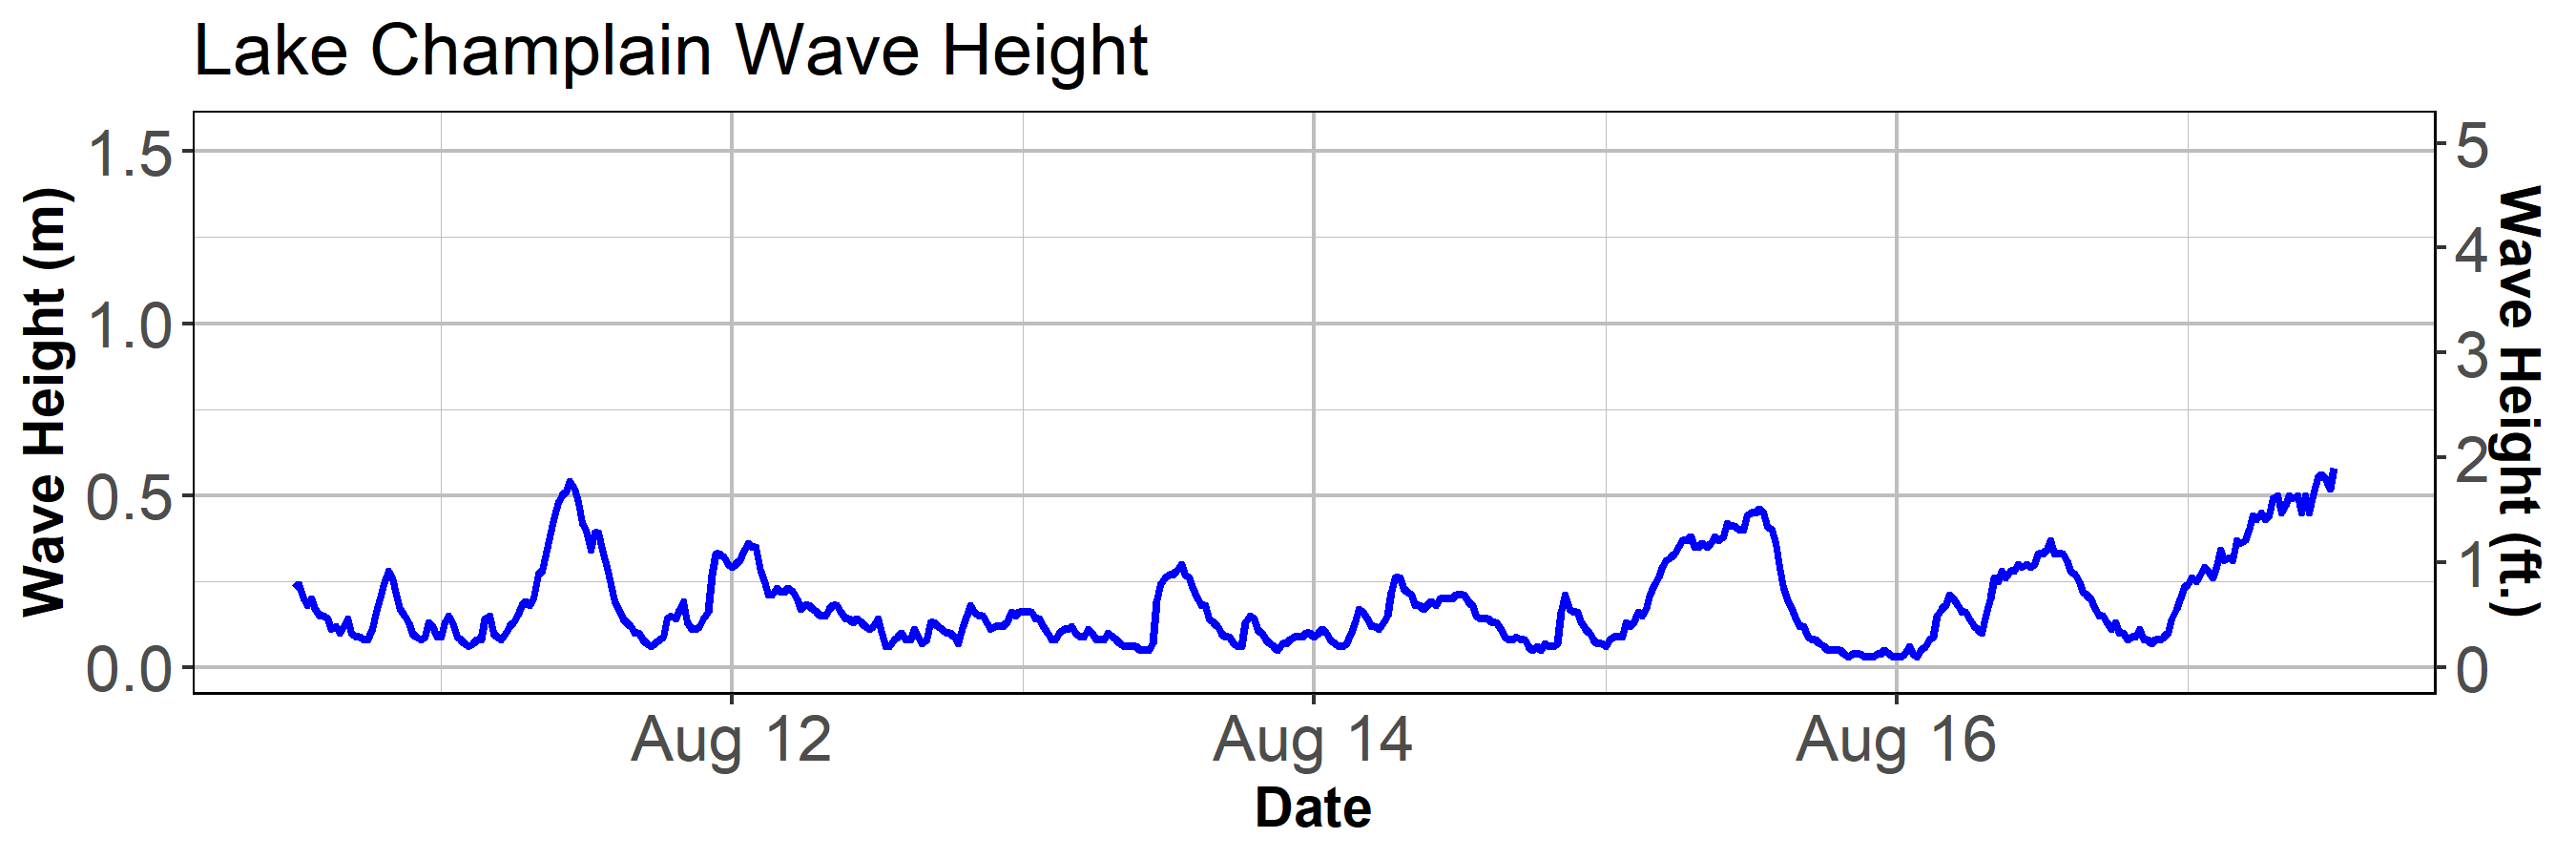 Lake Champlain Wave Height
Wave Height (m)
1.5
1.0
0.5
0.0
5
4
3
2
1
0
Wave Height (ft.)
Aug 12
Aug 14
Aug 16
Date